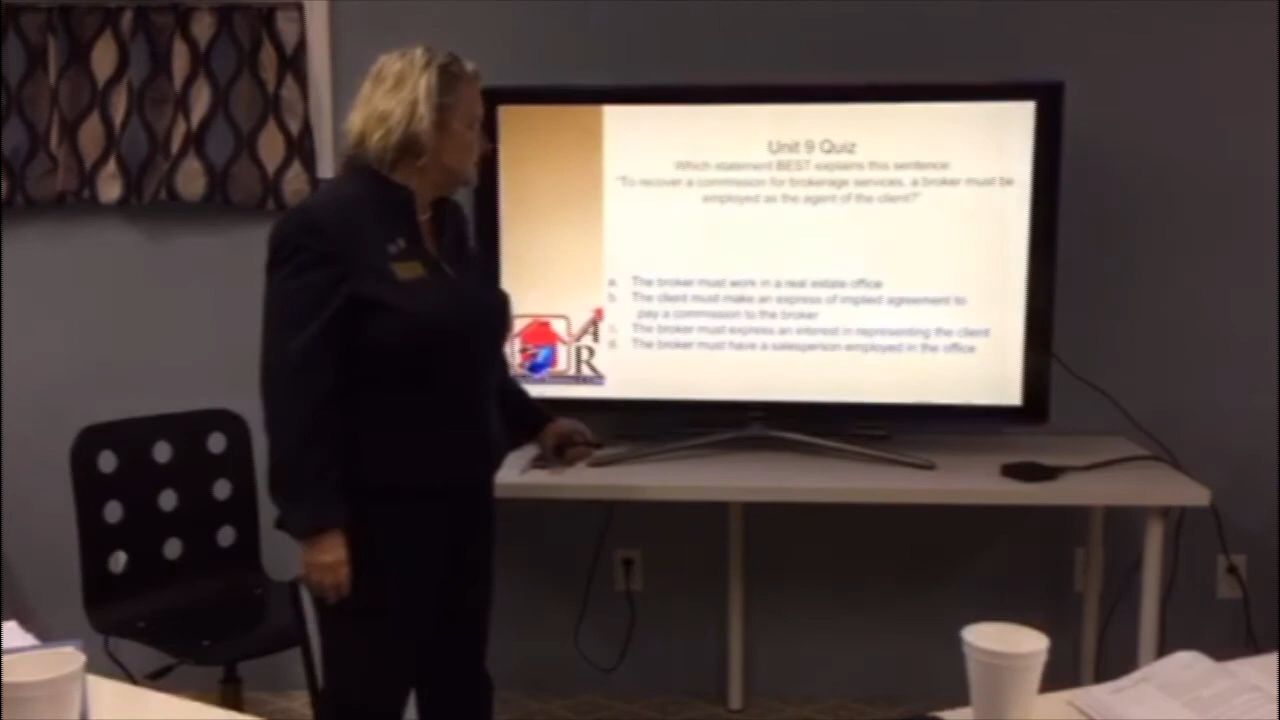 Unit 9 Quiz
Which statement BEST explains this sentence:
"To recover a commission for brokerage services, a broker must be
employed as the agent of the client?"
a. The broker must work in a real estate office
b. The client must make an express of implied agreement to
pay a commission to the broker
c. The broker must express an interest in representing the client
d. The broker must have a salesperson employed in the office
A
R